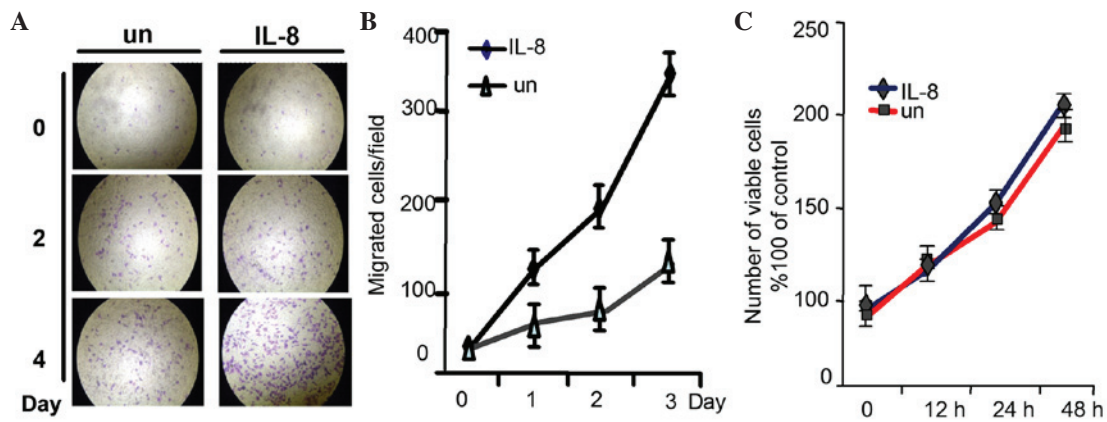 A
un IL-8
0
2
4
Day
B
Migrated cells/field
400
300
200
100
0
IL-8
un
0 1 2 3 Day
C
Number of viable cells
%100 of control
250
200
150
100
0
IL-8
un
0 12 h 24 h 48 h